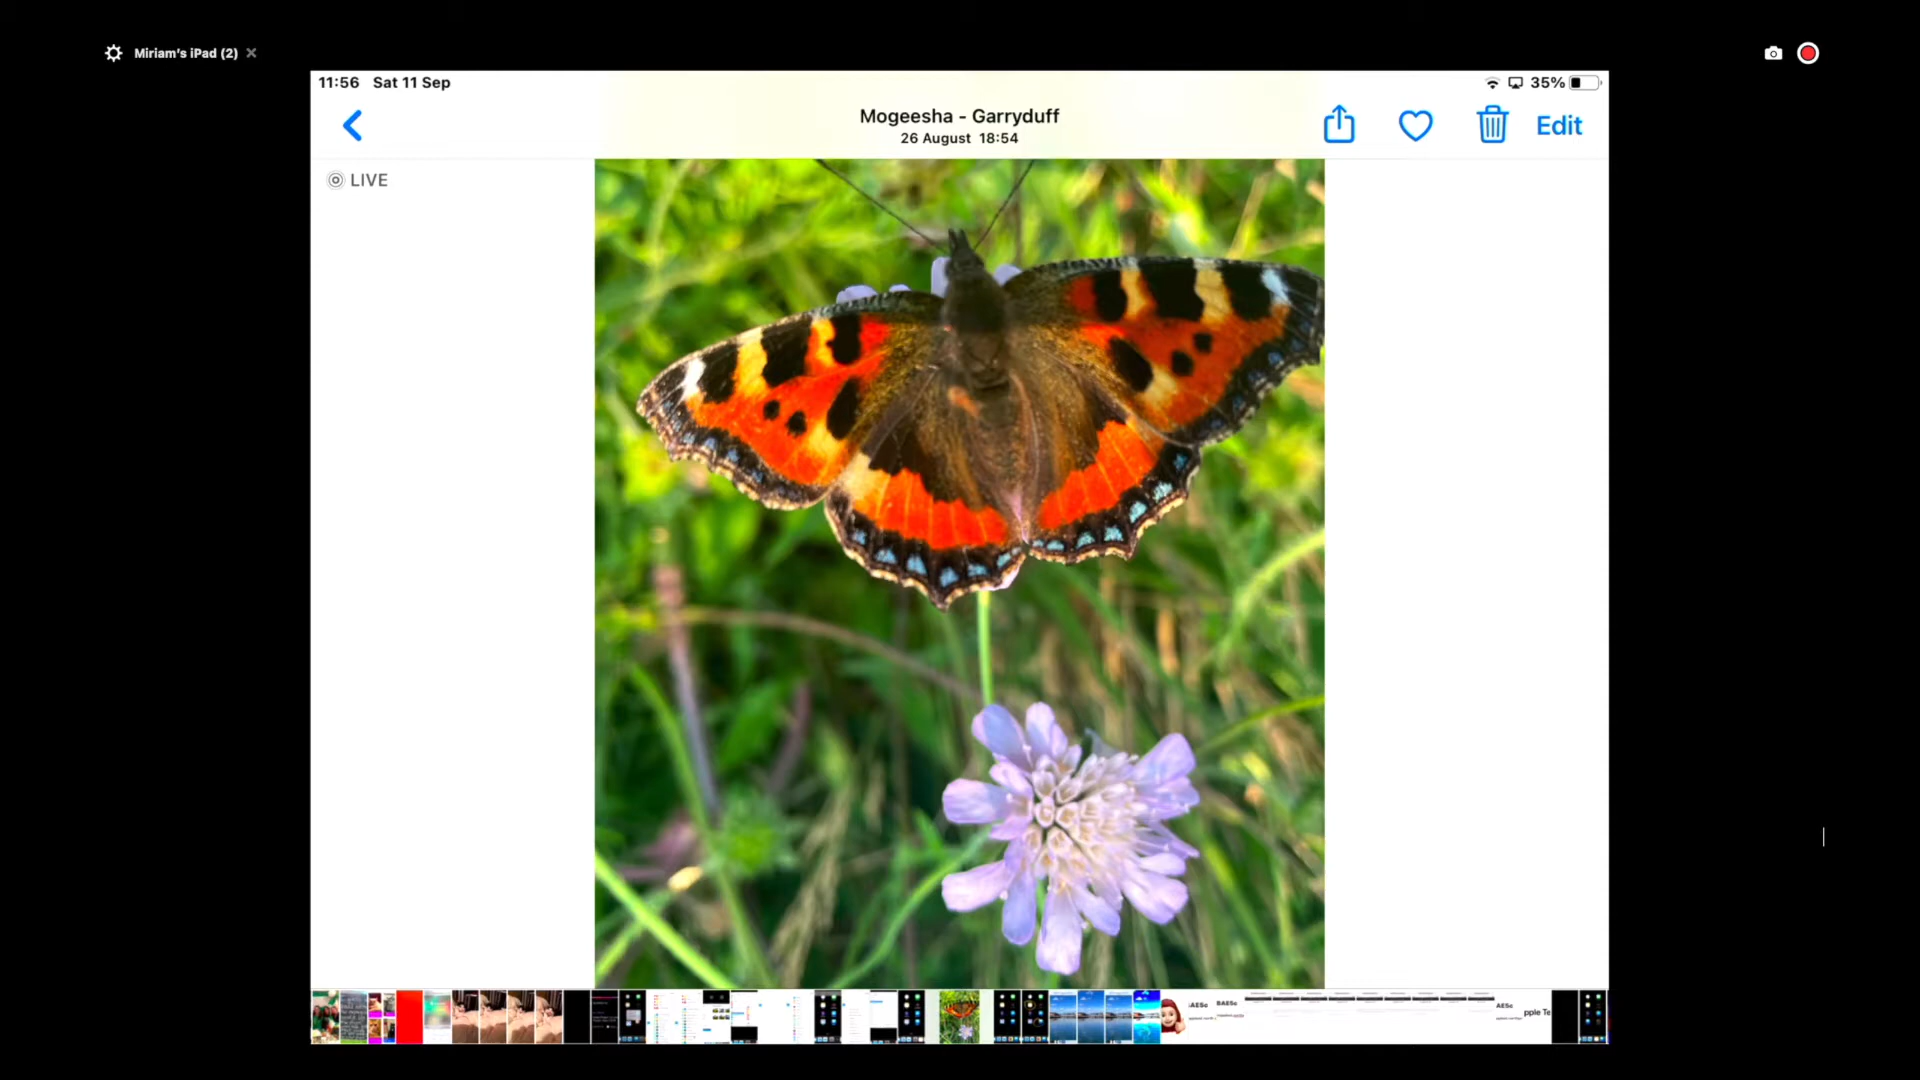 Miriam's iPad (2)
11:56 Sat 11 Sep
35%
Mogeesha - Garryduff
26 August 18:54
Edit
LIVE